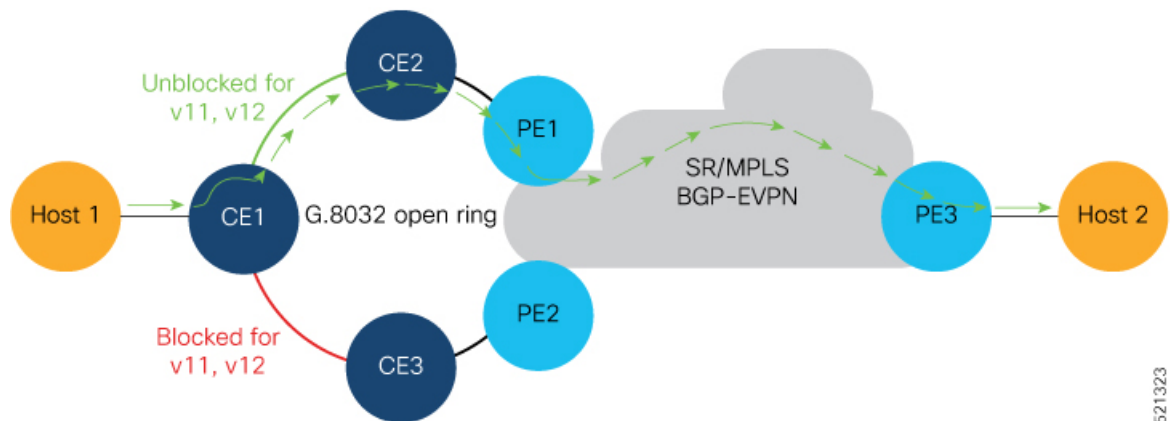 CE2
Unblocked for
v11, v12
PE1
SR/MPLS
BGP-EVPN
Host 1
CE1
G.8032 open ring
PE3
Host 2
PE2
Blocked for
v11, v12
CE3
521323